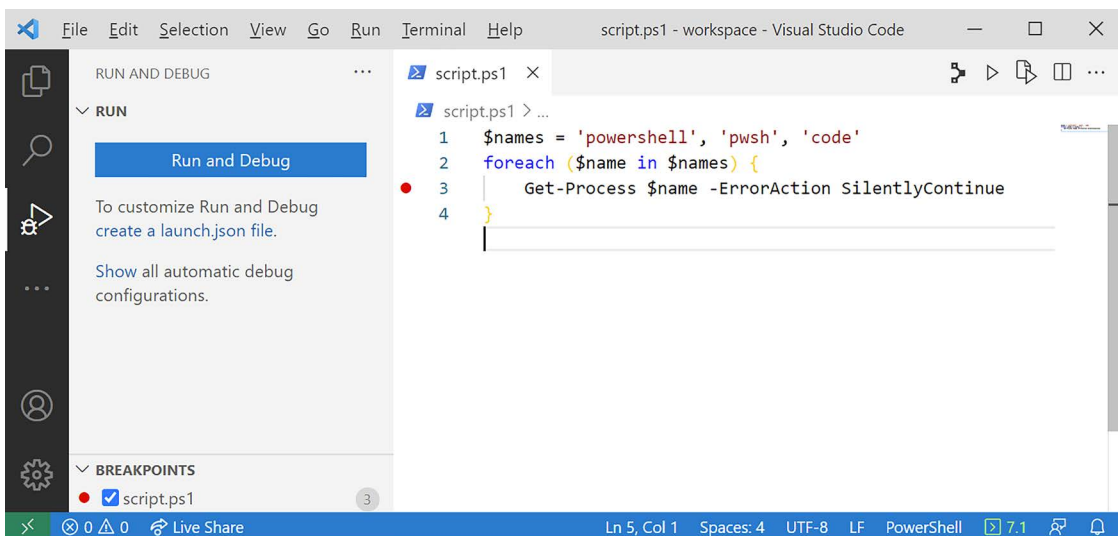 File Edit Selection View Go Run Terminal Help script.ps1 - workspace - Visual Studio Code
RUN AND DEBUG
RUN
Run and Debug
To customize Run and Debug
create a launch.json file.
Show all automatic debug
configurations.
BREAKPOINTS
script.ps1 3
script.ps1
script.ps1 > ...
1 $names = 'powershell', 'pwsh', 'code'
2 foreach ($name in $names) {
3 Get-Process $name -ErrorAction SilentlyContinue
4 }
0 0 Live Share Ln 5, Col 1 Spaces: 4 UTF-8 LF PowerShell 7.1